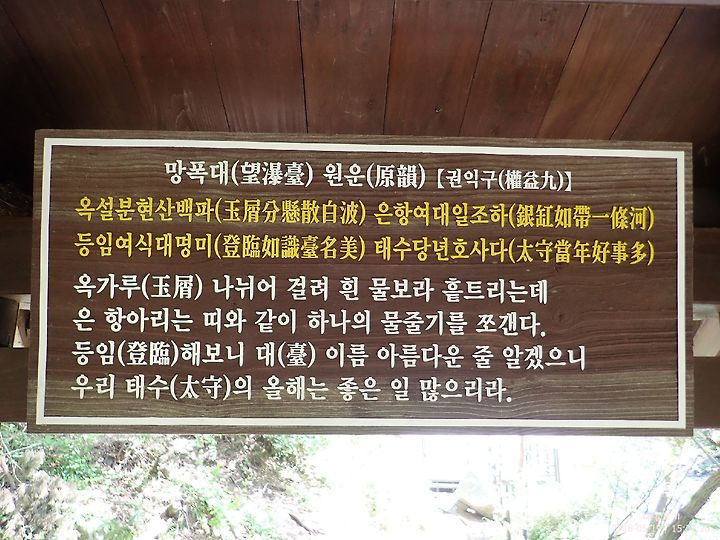 망폭대(望瀑臺) 원운(原韻) 【권익구(權益九)】
옥설분현산백파(玉屑分懸散白波) 은항여대일조하(銀缸如帶一條河)
등임여식대명미(登臨如識臺名美) 태수당년호사다(太守當年好事多)
옥가루(玉屑) 나뉘어 걸려 흰 물보라 흩트리는데
은 항아리는 띠와 같이 하나의 물줄기를 쪼갠다.
등임(登臨)해보니 대(臺) 이름 아름다운 줄 알겠으니
우리 태수(太守)의 올해는 좋은 일 많으리라.